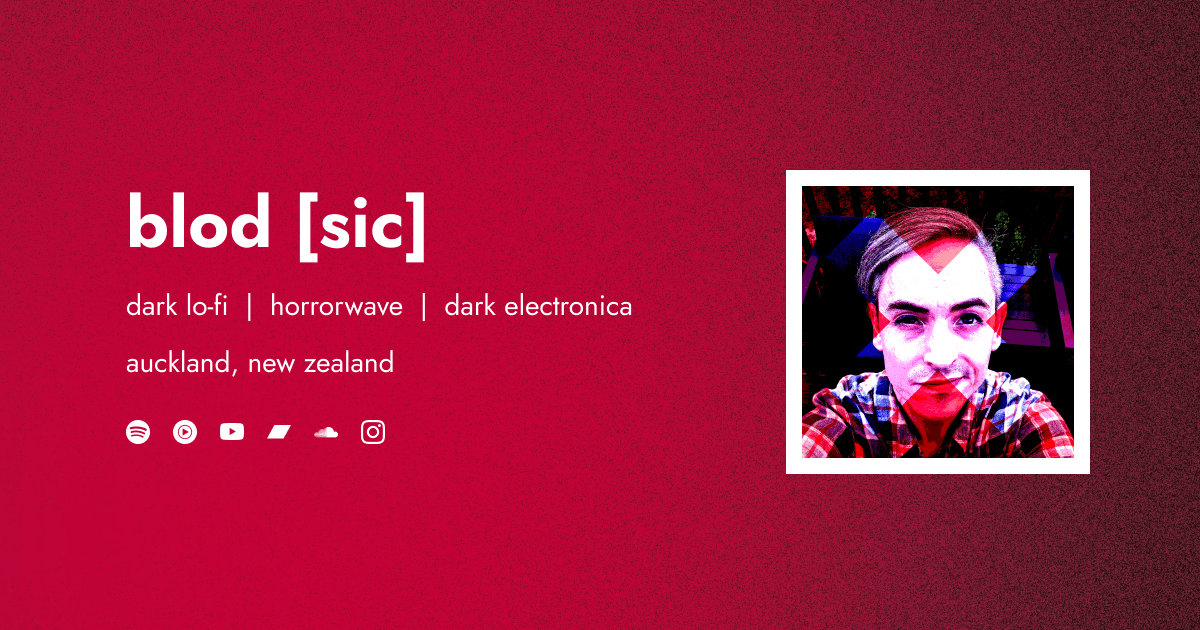 blod [sic]
dark lo-fi | horrorwave | dark electronica
auckland, new zealand